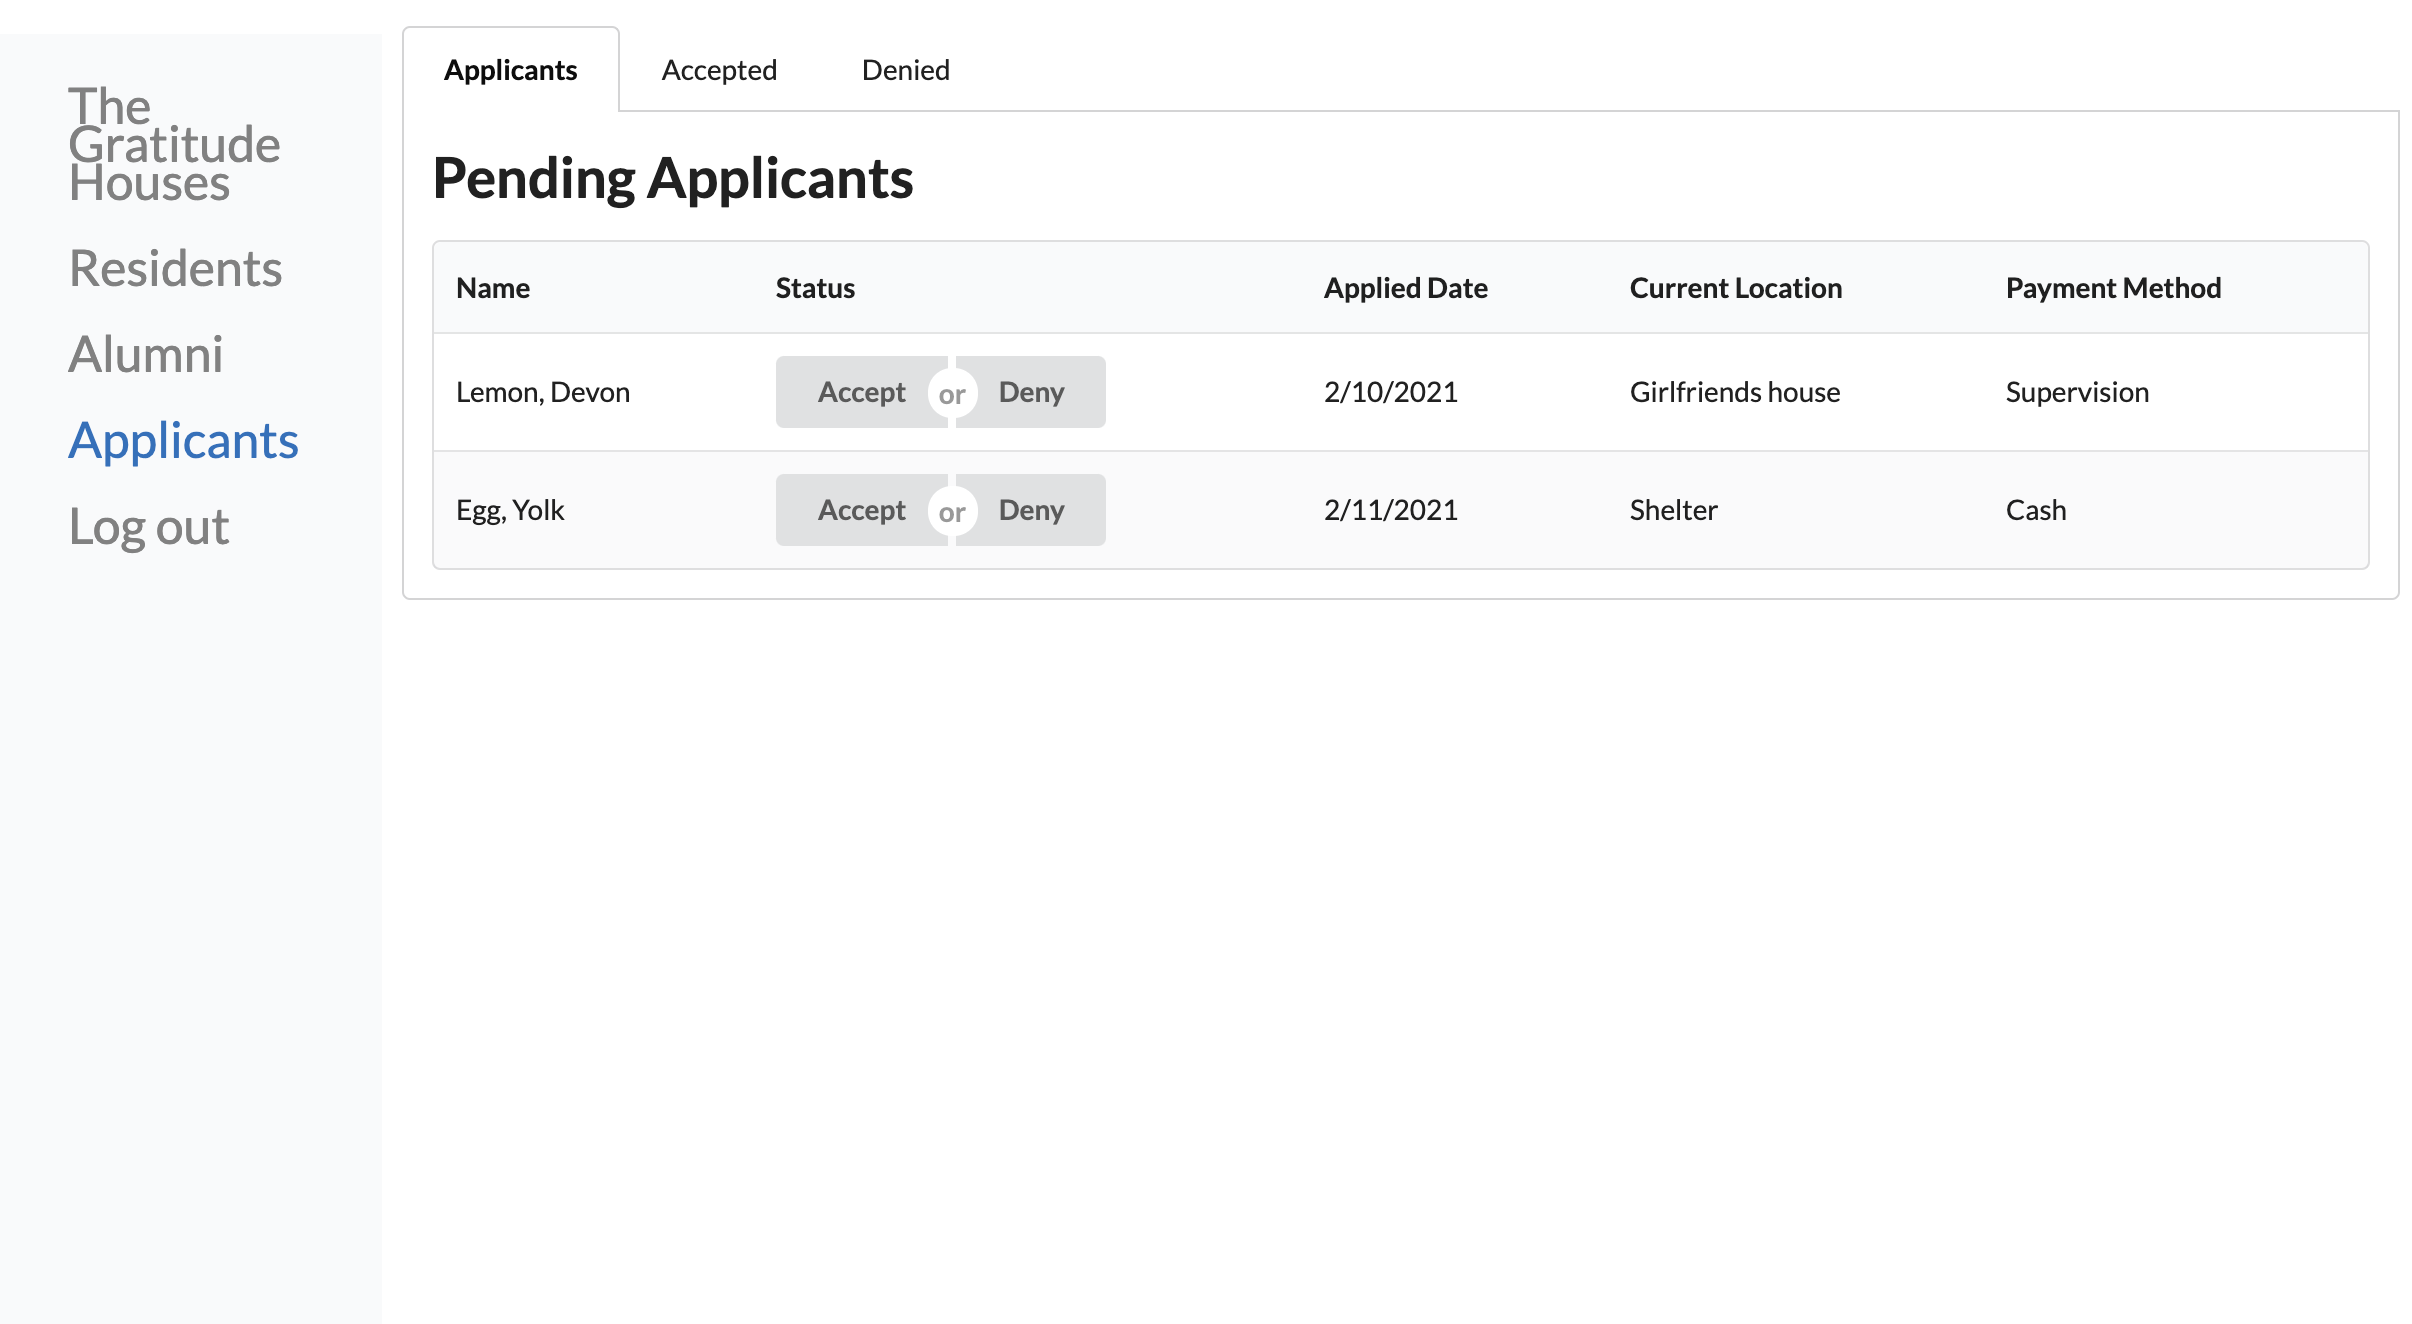 The
Gratitude
Houses
Residents
Alumni
Applicants
Log out
Applicants Accepted Denied
Pending Applicants
Name Status Applied Date Current Location Payment Method
Lemon, Devon Accept or Deny 2/10/2021 Girlfriends house Supervision
Egg, Yolk Accept or Deny 2/11/2021 Shelter Cash